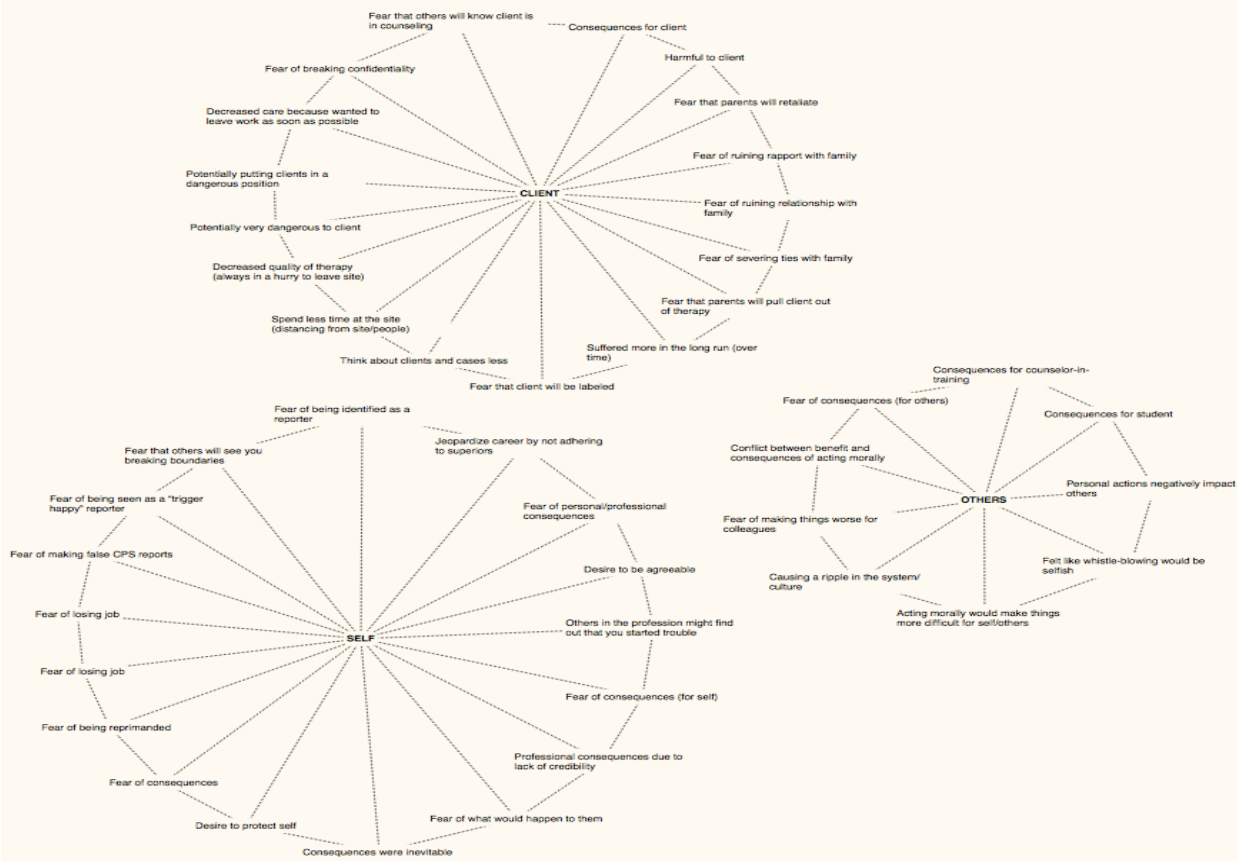 Fear that others will know client is
in counseling
Consequences for client
Harmful to client
Fear of breaking confidentiality
Fear that parents will retaliate
Decreased care because wanted to
leave work as soon as possible
Fear of ruining rapport with family
Potentially putting clients in a
dangerous position
CLIENT
Fear of ruining relationship with
family
Potentially very dangerous to client
Fear of severing ties with family
Decreased quality of therapy
(always in a hurry to leave site)
Fear that parents will pull client out
of therapy
Spend less time at the site
(distancing from site/people)
Suffered more in the long run (over
time)
Think about clients and cases less
Fear that client will be labeled
Consequences for counselor-in-
training
Fear of consequences (for others)
Consequences for student
Conflict between benefit and
consequences of acting morally
Personal actions negatively impact
others
OTHERS
Fear of making things worse for
colleagues
Felt like whistle-blowing would be
selfish
Causing a ripple in the system/
culture
Acting morally would make things
more difficult for self/others
Fear of being identified as a
reporter
Jeopardize career by not adhering
to superiors
Fear that others will see you
breaking boundaries
Fear of being seen as a "trigger
happy" reporter
Fear of personal/professional
consequences
Fear of making false CPS reports
Desire to be agreeable
Fear of losing job
Others in the profession might find
out that you started trouble
SELF
Fear of losing job
Fear of consequences (for self)
Fear of being reprimanded
Professional consequences due to
lack of credibility
Fear of consequences
Fear of what would happen to them
Desire to protect self
Consequences were inevitable